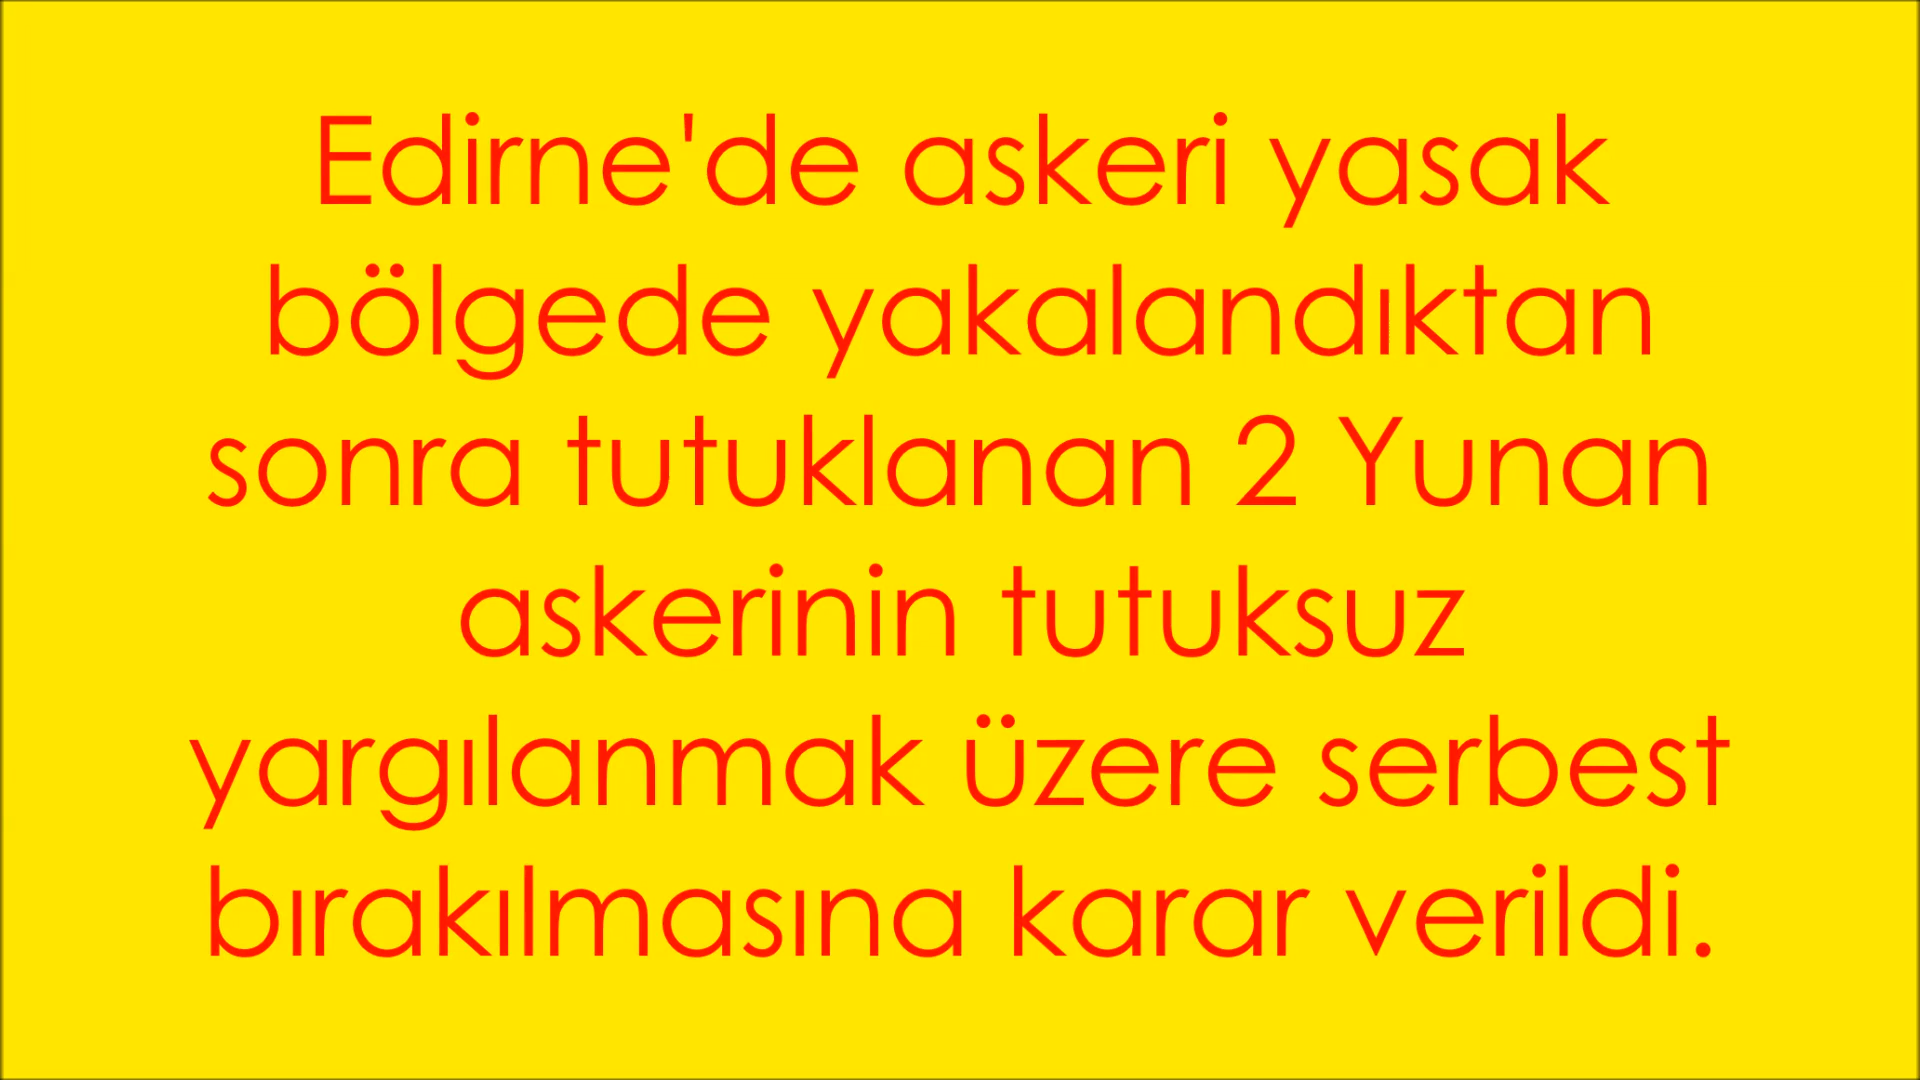 Edirne'de askeri yasak
bölgede yakalandıktan
sonra tutuklanan 2 Yunan
askerinin tutuksuz
yargılanmak üzere serbest
bırakılmasına karar verildi.